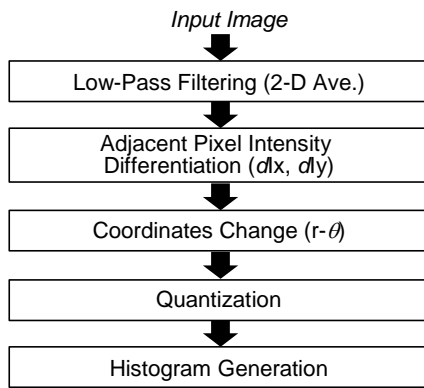 Input Image
Low-Pass Filtering (2-D Ave.)
Adjacent Pixel Intensity
Differentiation (dIx, dIy)
Coordinates Change (r-θ)
Quantization
Histogram Generation